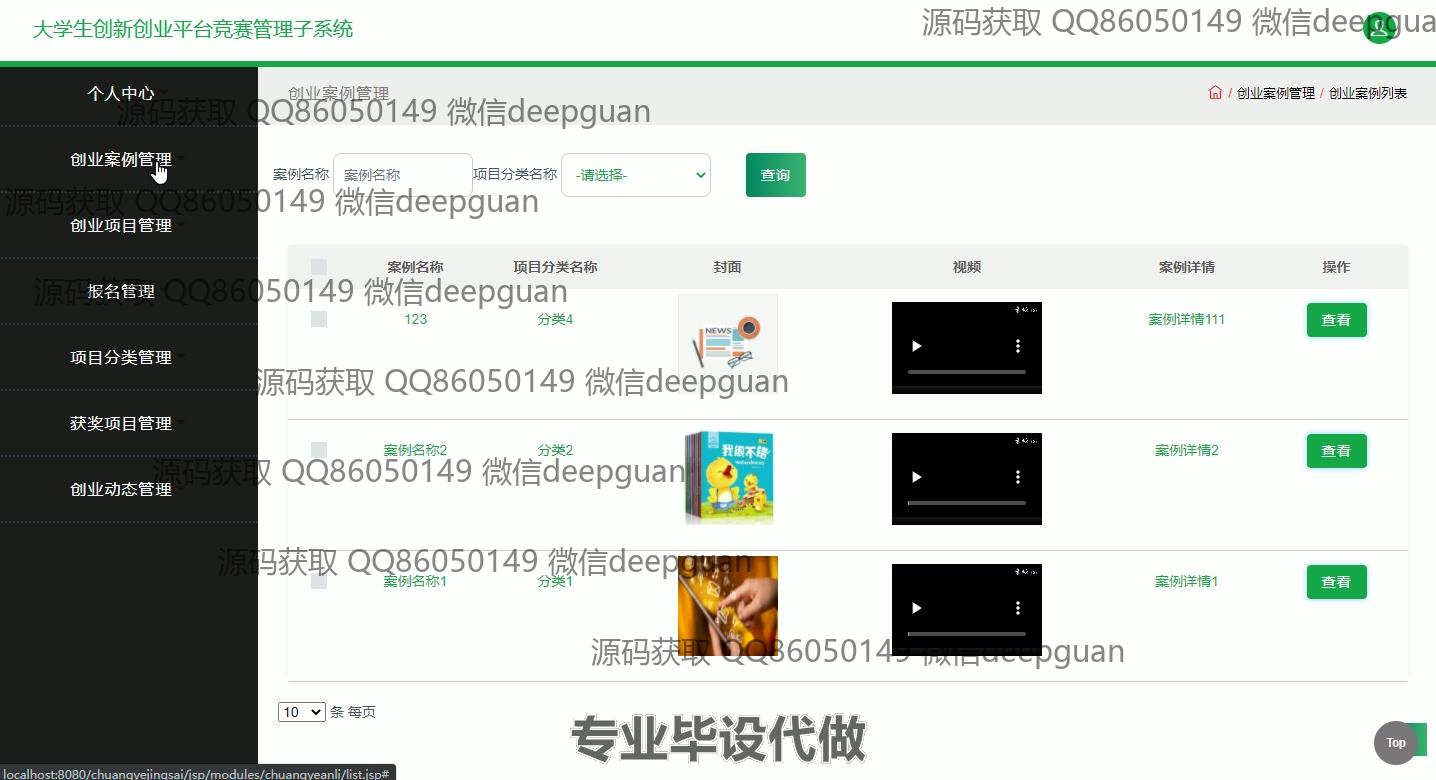 大学生创新创业平台竞赛管理子系统
源码获取 QQ86050149 微信deepgua
个人中心
创业案例管理
创业案例管理 / 创业案例列表
源码获取 QQ86050149 微信deepguan
创业案例管理
案例名称 案例名称 项目分类名称 -请选择- 查询
源码获取 QQ86050149 微信deepguan
创业项目管理
案例名称 项目分类名称 封面 视频 案例详情 操作
报名管理
源码获取 QQ86050149 微信deepguan
123 分类4 案例详情111 查看
NEWS
项目分类管理
源码获取 QQ86050149 微信deepguan
获奖项目管理
案例名称2 分类2 案例详情2 查看
我很不错
源码获取 QQ86050149 微信deepguan
创业动态管理
源码获取 QQ86050149 微信deepguan
案例名称1 分类1 案例详情1 查看
源码获取 QQ86050149 微信deepguan
10 条 每页
专业毕设代做
Top
localhost:8080/chuangyejingsai/jsp/modules/chuangyeanli/list.jsp#